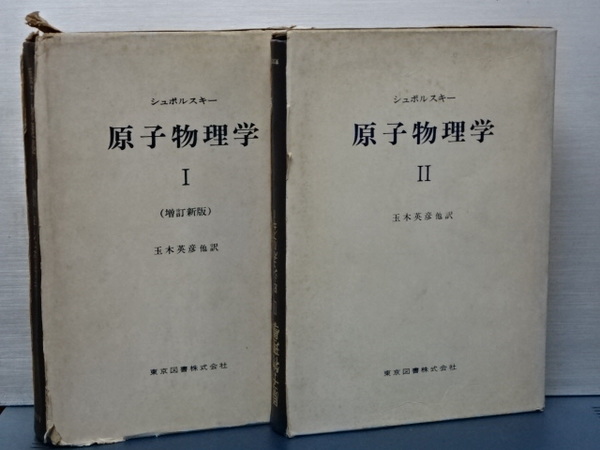 シュポルスキー
原子物理学
I
(増訂新版)
玉木英彦他訳
東京図書株式会社
シュポルスキー
原子物理学
II
玉木英彦他訳
東京図書株式会社